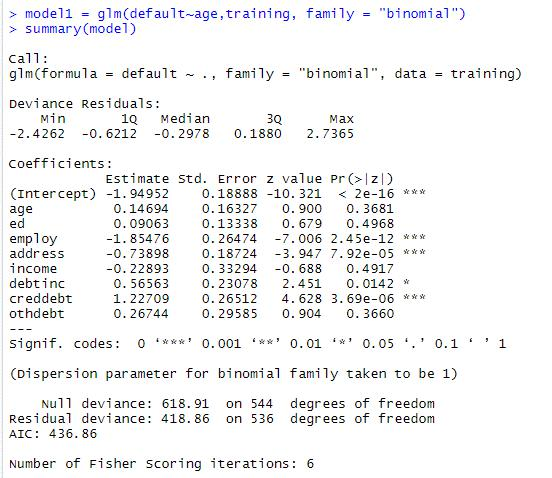 > model1 = glm(default~age,training, family = "binomial")
> summary(model)
Call:
glm(formula = default ~ ., family = "binomial", data = training)
Deviance Residuals:
    Min      1Q  Median      3Q     Max
-2.4262 -0.6212 -0.2978  0.1880  2.7365
Coefficients:
            Estimate Std. Error z value Pr(>|z|)
(Intercept) -1.94952    0.18888 -10.321  < 2e-16 ***
age          0.14694    0.16327   0.900   0.3681
ed           0.09063    0.13338   0.679   0.4968
employ      -1.85476    0.26474  -7.006 2.45e-12 ***
address     -0.73898    0.18724  -3.947 7.92e-05 ***
income      -0.22893    0.33294  -0.688   0.4917
debtinc      0.56563    0.23078   2.451   0.0142 *
creddebt     1.22709    0.26512   4.628 3.69e-06 ***
othdebt      0.26744    0.29585   0.904   0.3660
---
Signif. codes:  0 ‘***’ 0.001 ‘**’ 0.01 ‘*’ 0.05 ‘.’ 0.1 ‘ ’ 1
(Dispersion parameter for binomial family taken to be 1)
    Null deviance: 618.91  on 544  degrees of freedom
Residual deviance: 418.86  on 536  degrees of freedom
AIC: 436.86
Number of Fisher Scoring iterations: 6